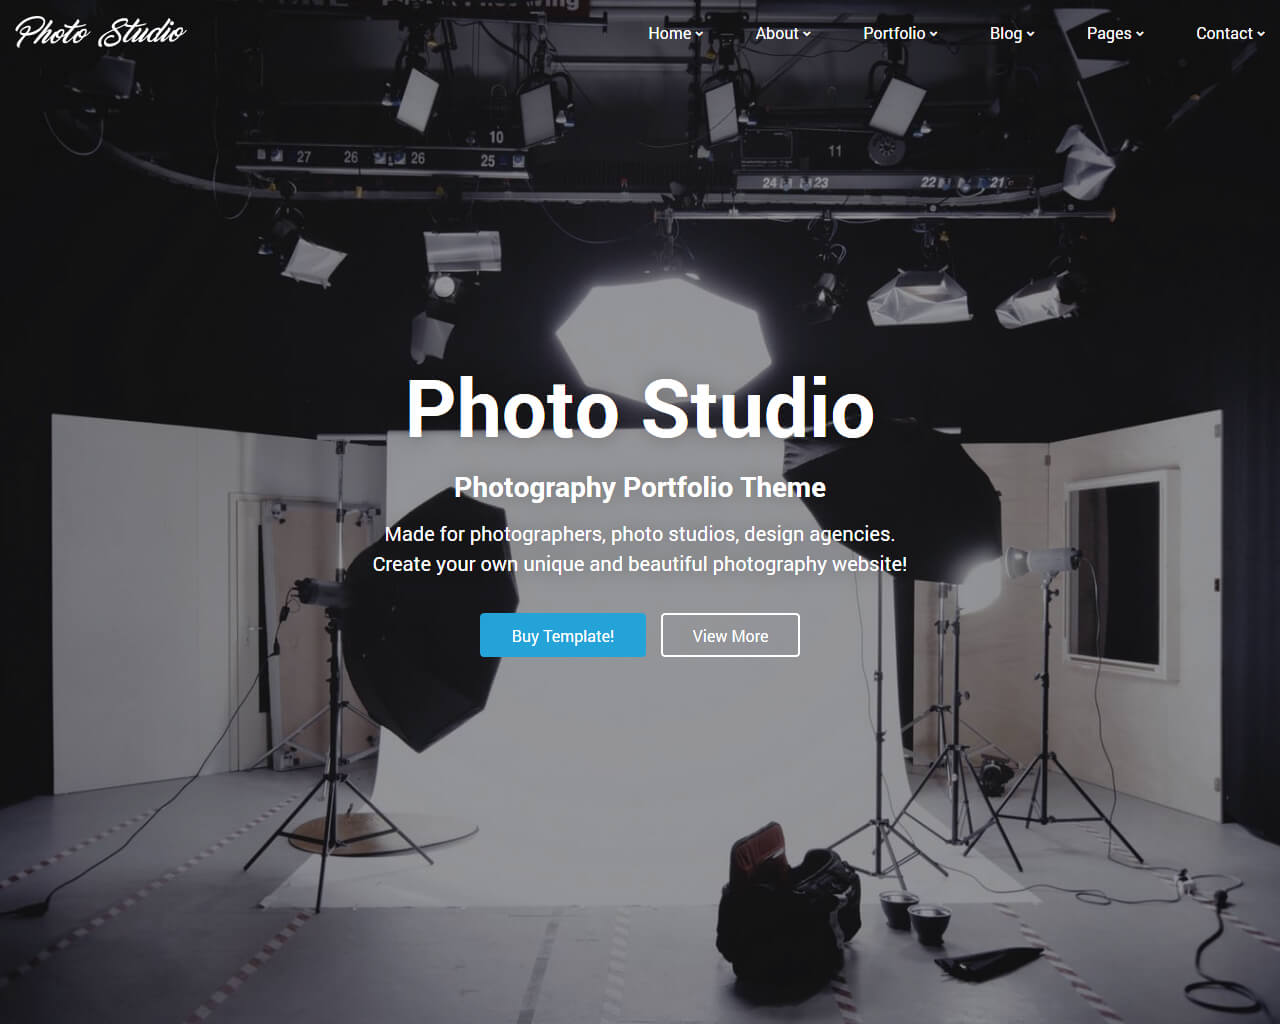 Photo Studio
Home
About
Portfolio
Blog
Pages
Contact
10
27 26 26 25
11
24 23 22 21
Photo Studio
Photography Portfolio Theme
Made for photographers, photo studios, design agencies.
Create your own unique and beautiful photography website!
Buy Template!
View More